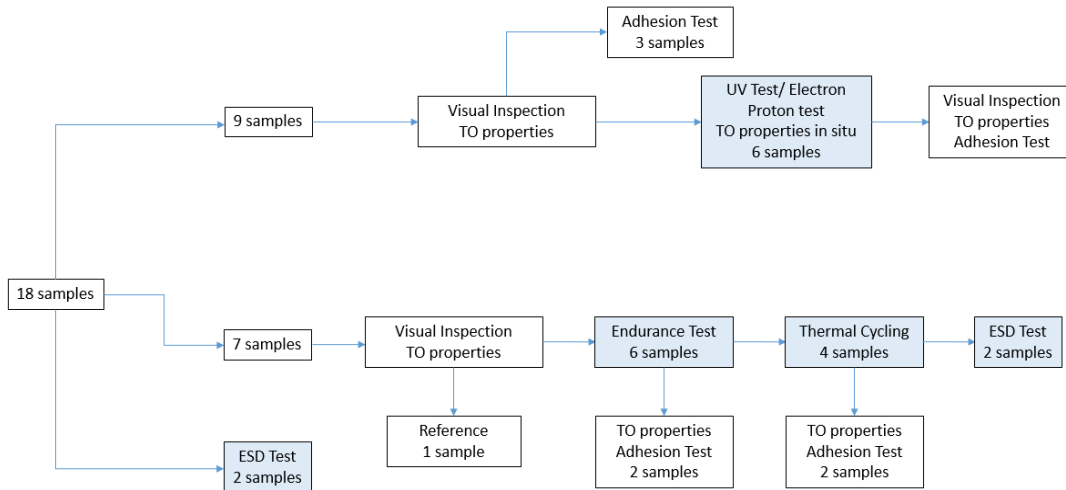 Adhesion Test
3 samples
9 samples
Visual Inspection
TO properties
UV Test/ Electron
Proton test
TO properties in situ
6 samples
Visual Inspection
TO properties
Adhesion Test
18 samples
7 samples
Visual Inspection
TO properties
Endurance Test
6 samples
Thermal Cycling
4 samples
ESD Test
2 samples
Reference
1 sample
TO properties
Adhesion Test
2 samples
TO properties
Adhesion Test
2 samples
ESD Test
2 samples